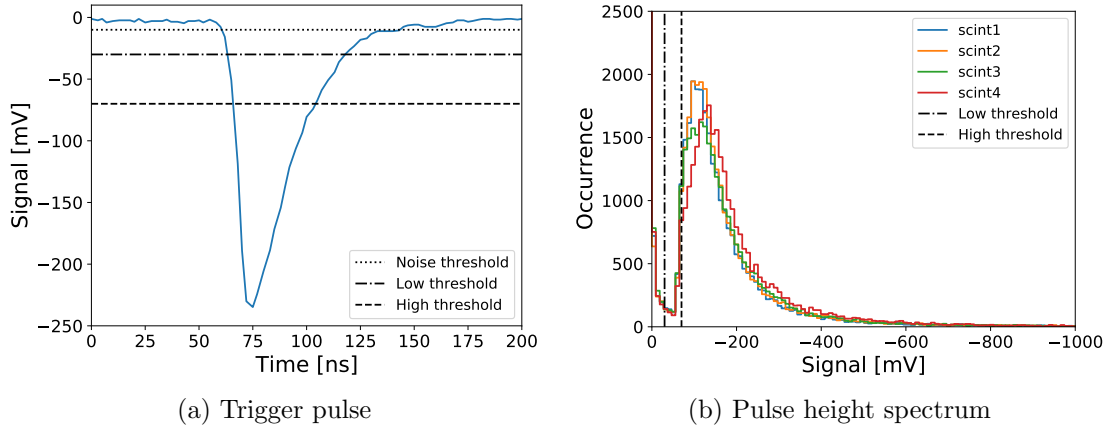 0
−50
−100
−150
−200
−250
Signal [mV]
0 25 50 75 100 125 150 175 200
Time [ns]
Noise threshold
Low threshold
High threshold
(a) Trigger pulse
2500
2000
1500
1000
500
0
Occurrence
0 −200 −400 −600 −800 −1000
Signal [mV]
scint1
scint2
scint3
scint4
Low threshold
High threshold
(b) Pulse height spectrum